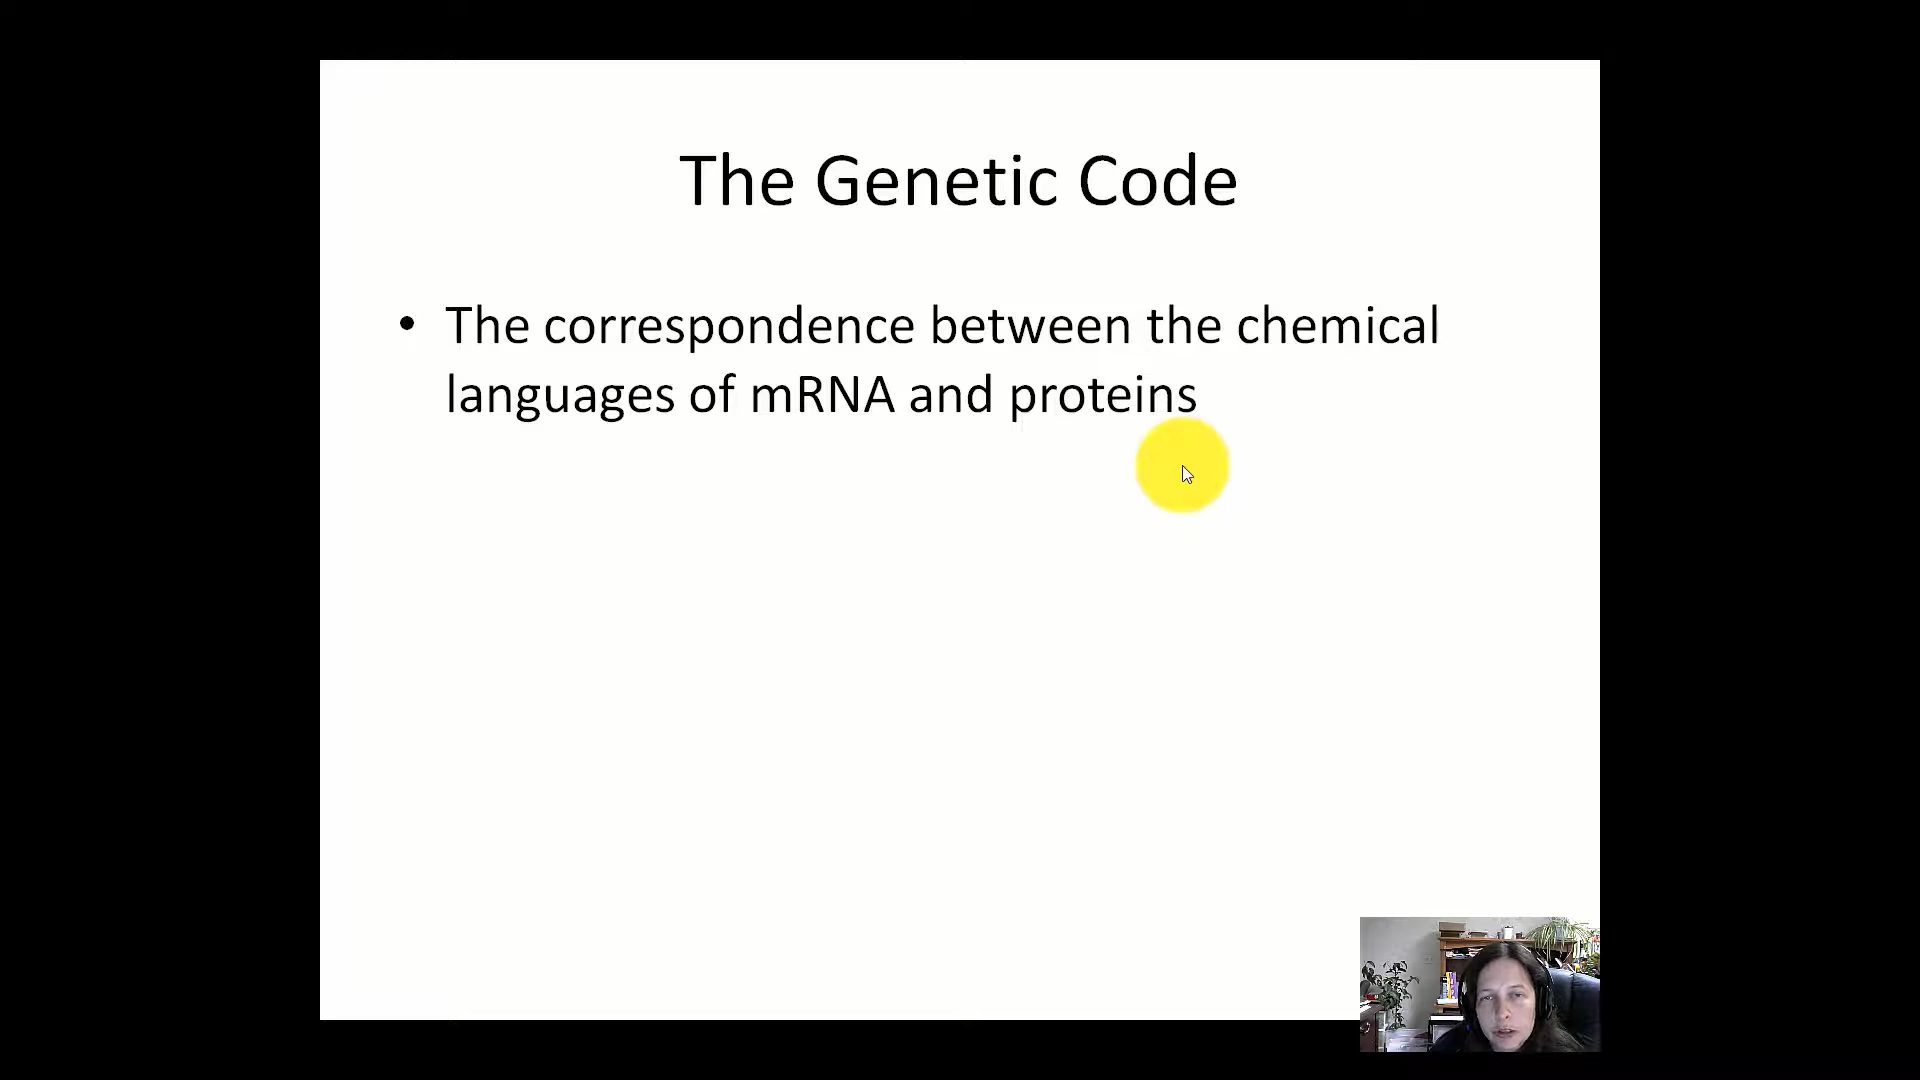 The Genetic Code
• The correspondence between the chemical
languages of mRNA and proteins